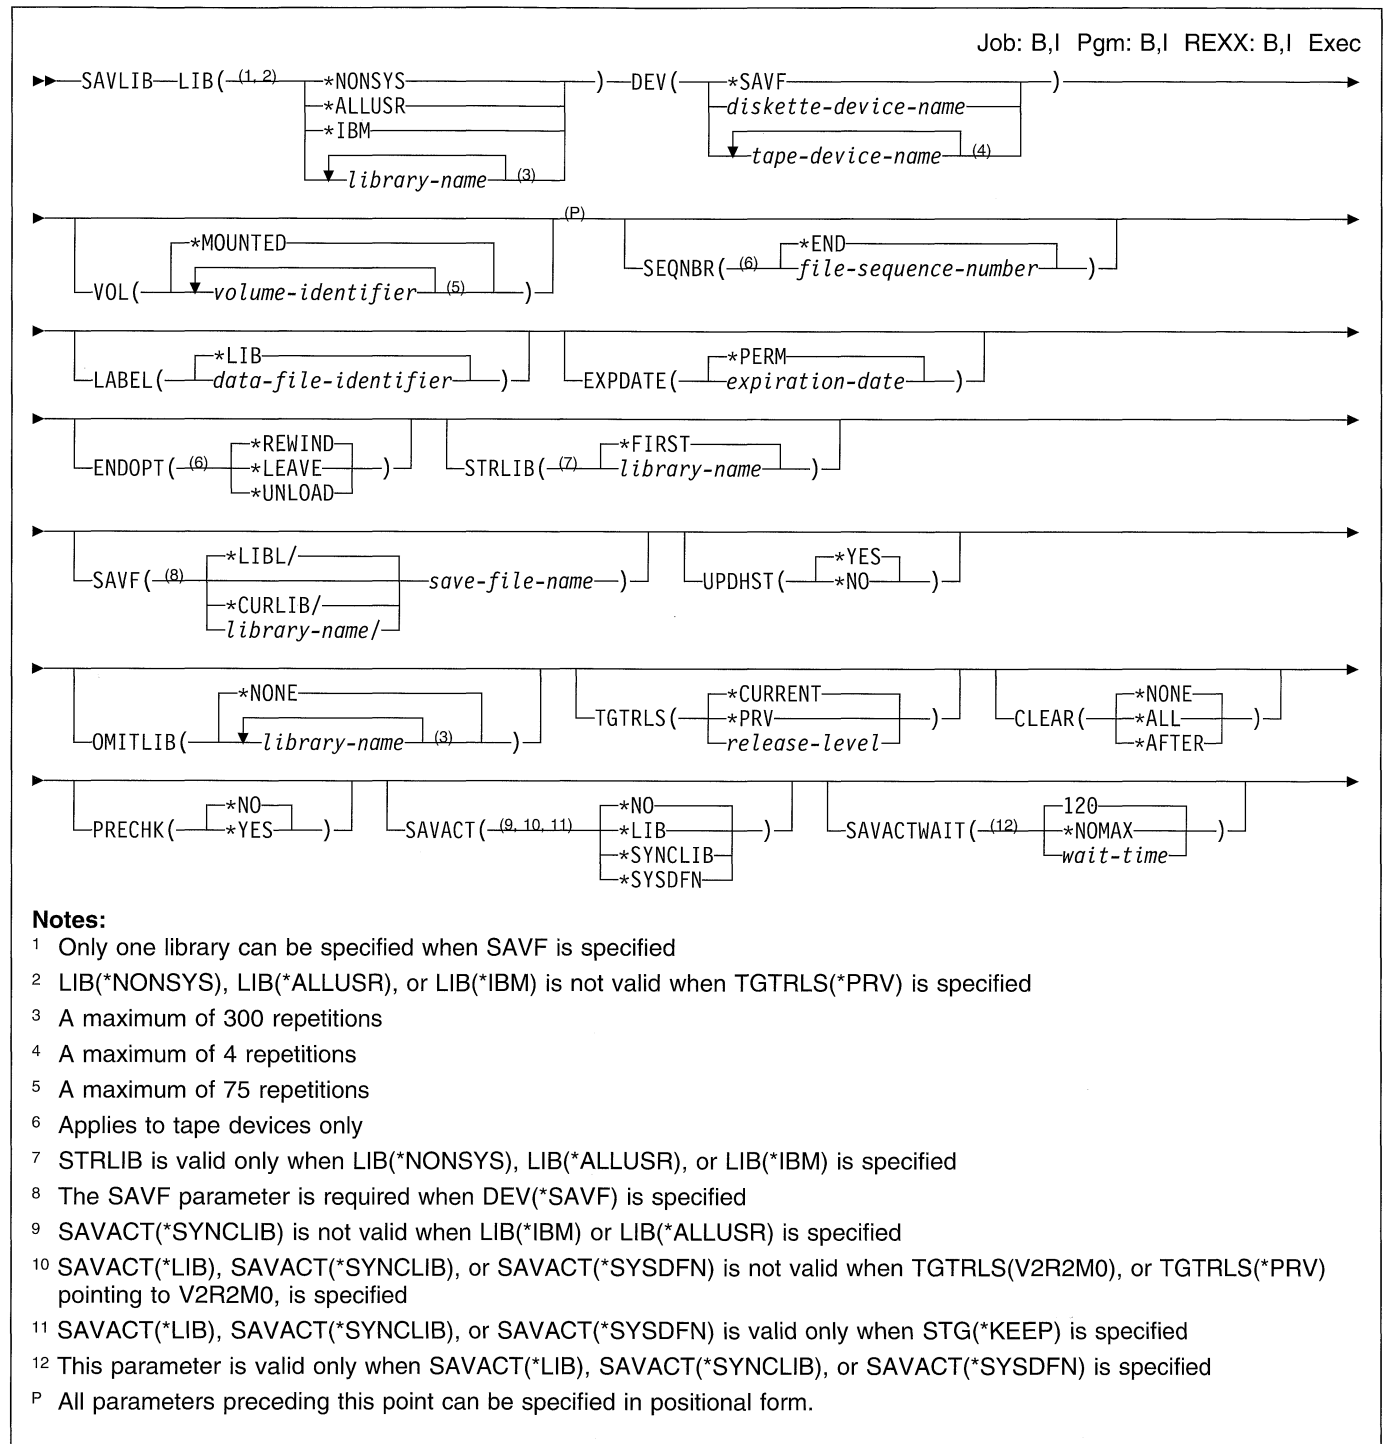 Job: B,I Pgm: B,I REXX: B,I Exec
SAVLIB LIB( (1, 2) *NONSYS ) DEV( *SAVF )
*ALLUSR diskette-device-name
*IBM
tape-device-name (4)
library-name (3)
(P)
*MOUNTED *END
SEQNBR( (6) file-sequence-number )
VOL( volume-identifier (5) )
*LIB *PERM
LABEL( data-file-identifier ) EXPDATE( expiration-date )
*REWIND *FIRST
ENDOPT( (6) *LEAVE ) STRLIB( (7) library-name )
*UNLOAD
*LIBL/ *YES
SAVF( (8) save-file-name ) UPDHST( *NO )
*CURLIB/
library-name/
*NONE *CURRENT *NONE
TGTRLS( *PRV ) CLEAR( *ALL )
OMITLIB( library-name (3) ) release-level *AFTER
*NO *NO 120
PRECHK( *YES ) SAVACT( (9, 10, 11) *LIB ) SAVACTWAIT( (12) *NOMAX )
*SYNCLIB wait-time
*SYSDFN
Notes:
1 Only one library can be specified when SAVF is specified
2 LIB(*NONSYS), LIB(*ALLUSR), or LIB(*IBM) is not valid when TGTRLS(*PRV) is specified
3 A maximum of 300 repetitions
4 A maximum of 4 repetitions
5 A maximum of 75 repetitions
6 Applies to tape devices only
7 STRLIB is valid only when LIB(*NONSYS), LIB(*ALLUSR), or LIB(*IBM) is specified
8 The SAVF parameter is required when DEV(*SAVF) is specified
9 SAVACT(*SYNCLIB) is not valid when LIB(*IBM) or LIB(*ALLUSR) is specified
10 SAVACT(*LIB), SAVACT(*SYNCLIB), or SAVACT(*SYSDFN) is not valid when TGTRLS(V2R2M0), or TGTRLS(*PRV)
pointing to V2R2M0, is specified
11 SAVACT(*LIB), SAVACT(*SYNCLIB), or SAVACT(*SYSDFN) is valid only when STG(*KEEP) is specified
12 This parameter is valid only when SAVACT(*LIB), SAVACT(*SYNCLIB), or SAVACT(*SYSDFN) is specified
P All parameters preceding this point can be specified in positional form.